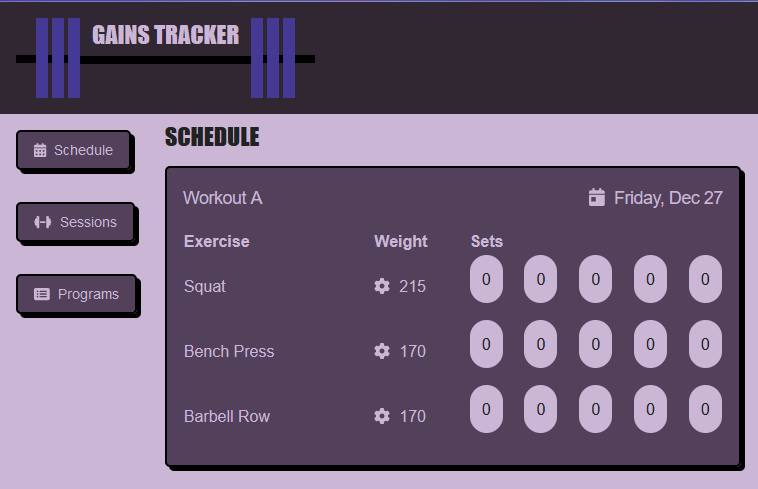 GAINS TRACKER
Schedule
Sessions
Programs
SCHEDULE
Workout A Friday, Dec 27
Exercise Weight Sets
Squat 215 0 0 0 0 0
Bench Press 170 0 0 0 0 0
Barbell Row 170 0 0 0 0 0